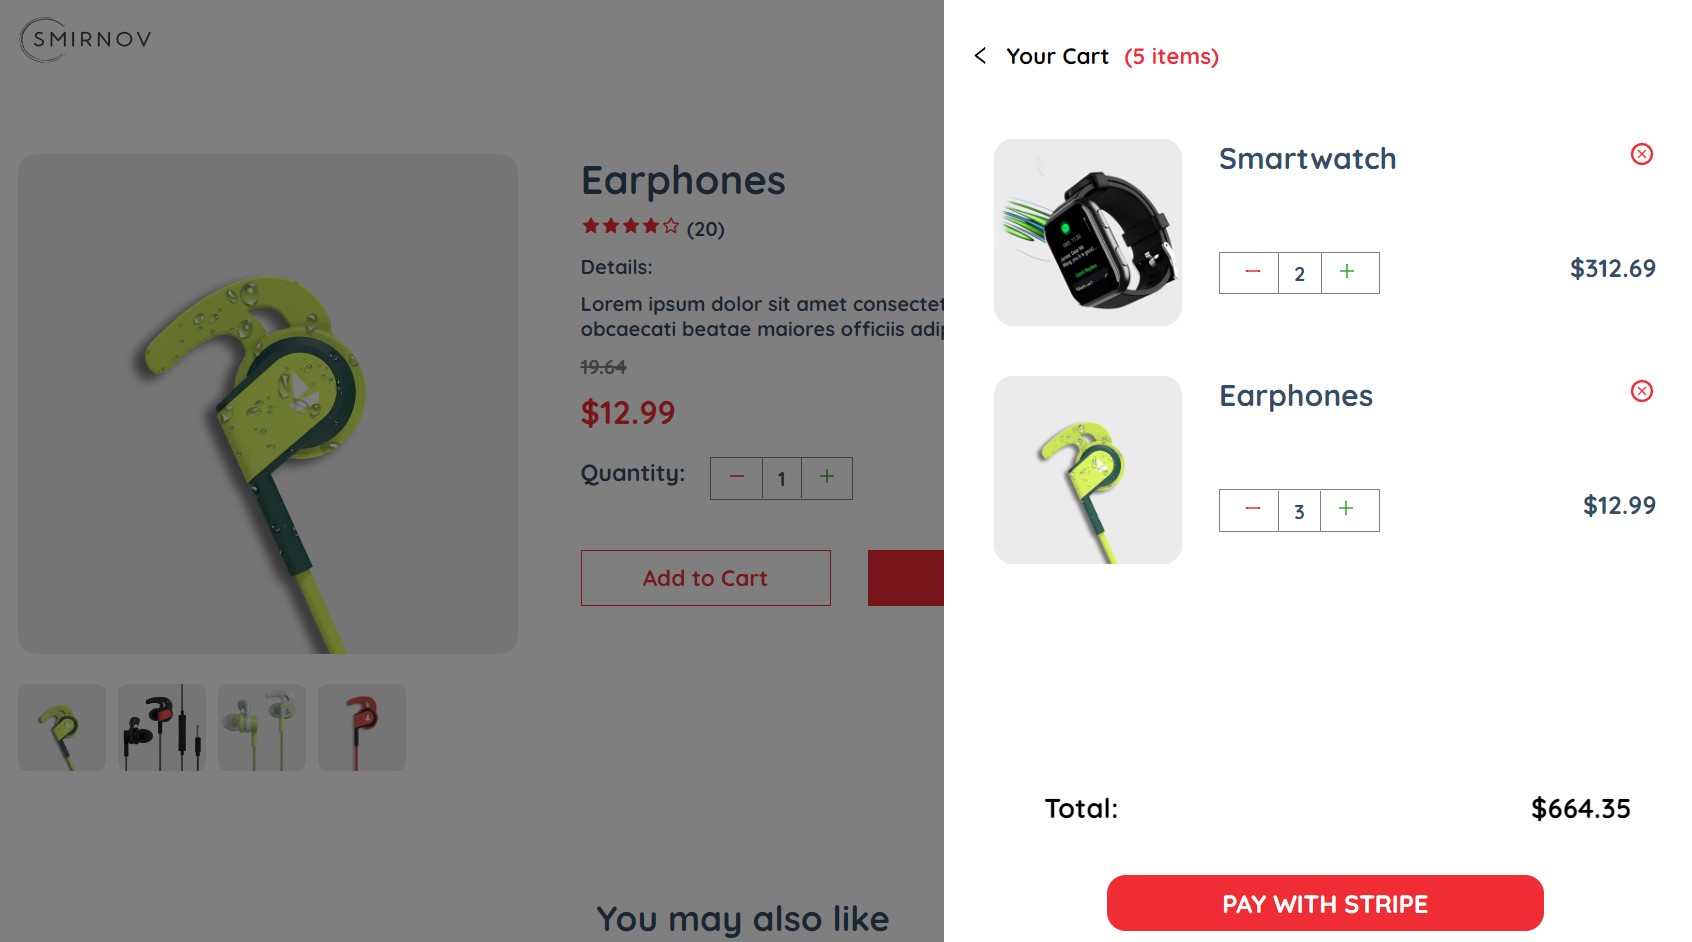 SMIRNOV
Earphones
(20)
Details:
Lorem ipsum dolor sit amet
obcaecati beatae maiores officiis
19.64
$12.99
Quantity:
1
Add to Cart
You may also like
Your Cart (5 items)
Smartwatch
2
$312.69
Earphones
3
$12.99
Total:
$664.35
PAY WITH STRIPE